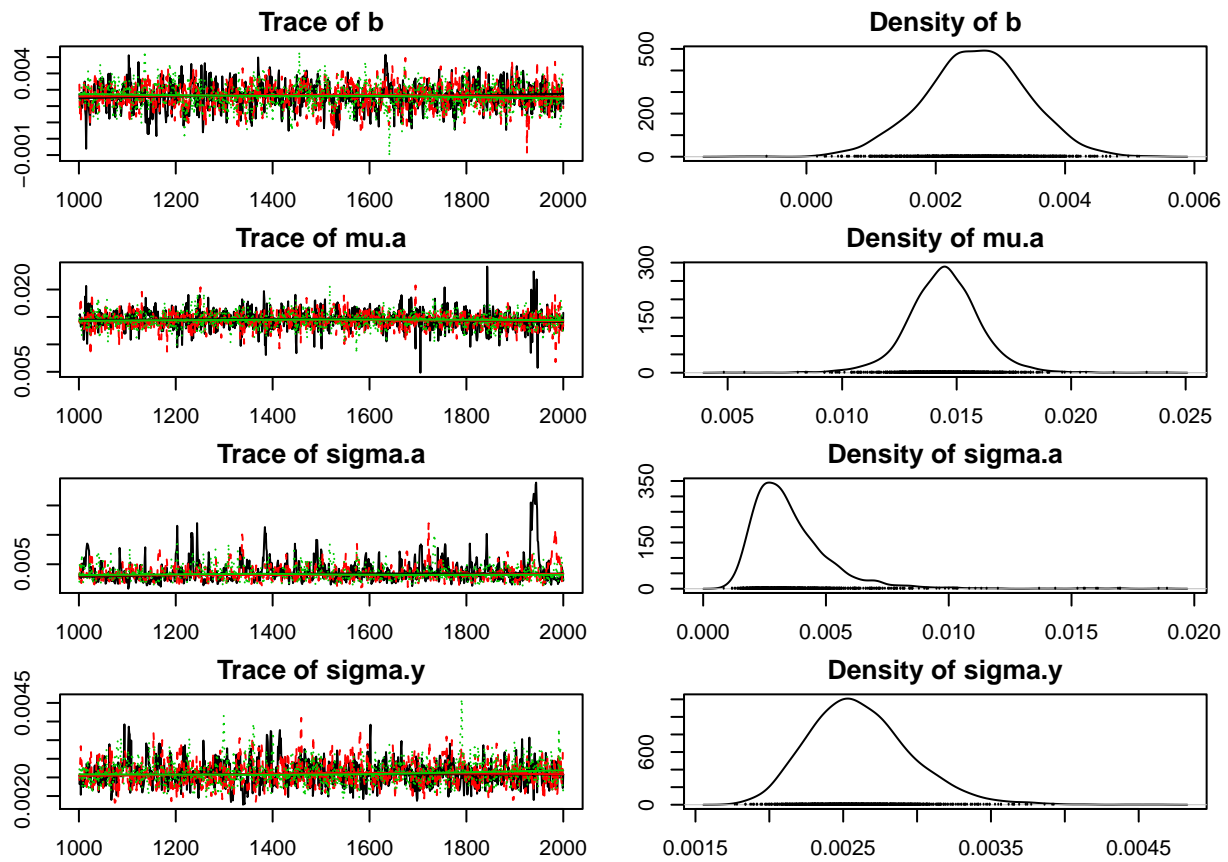 Trace of b
0.004
−0.001
1000 1200 1400 1600 1800 2000
Density of b
500
200
0
0.000 0.002 0.004 0.006
Trace of mu.a
0.020
0.005
1000 1200 1400 1600 1800 2000
Density of mu.a
300
150
0
0.005 0.010 0.015 0.020 0.025
Trace of sigma.a
0.005
1000 1200 1400 1600 1800 2000
Density of sigma.a
350
150
0
0.000 0.005 0.010 0.015 0.020
Trace of sigma.y
0.0045
0.0020
1000 1200 1400 1600 1800 2000
Density of sigma.y
600
0
0.0015 0.0025 0.0035 0.0045